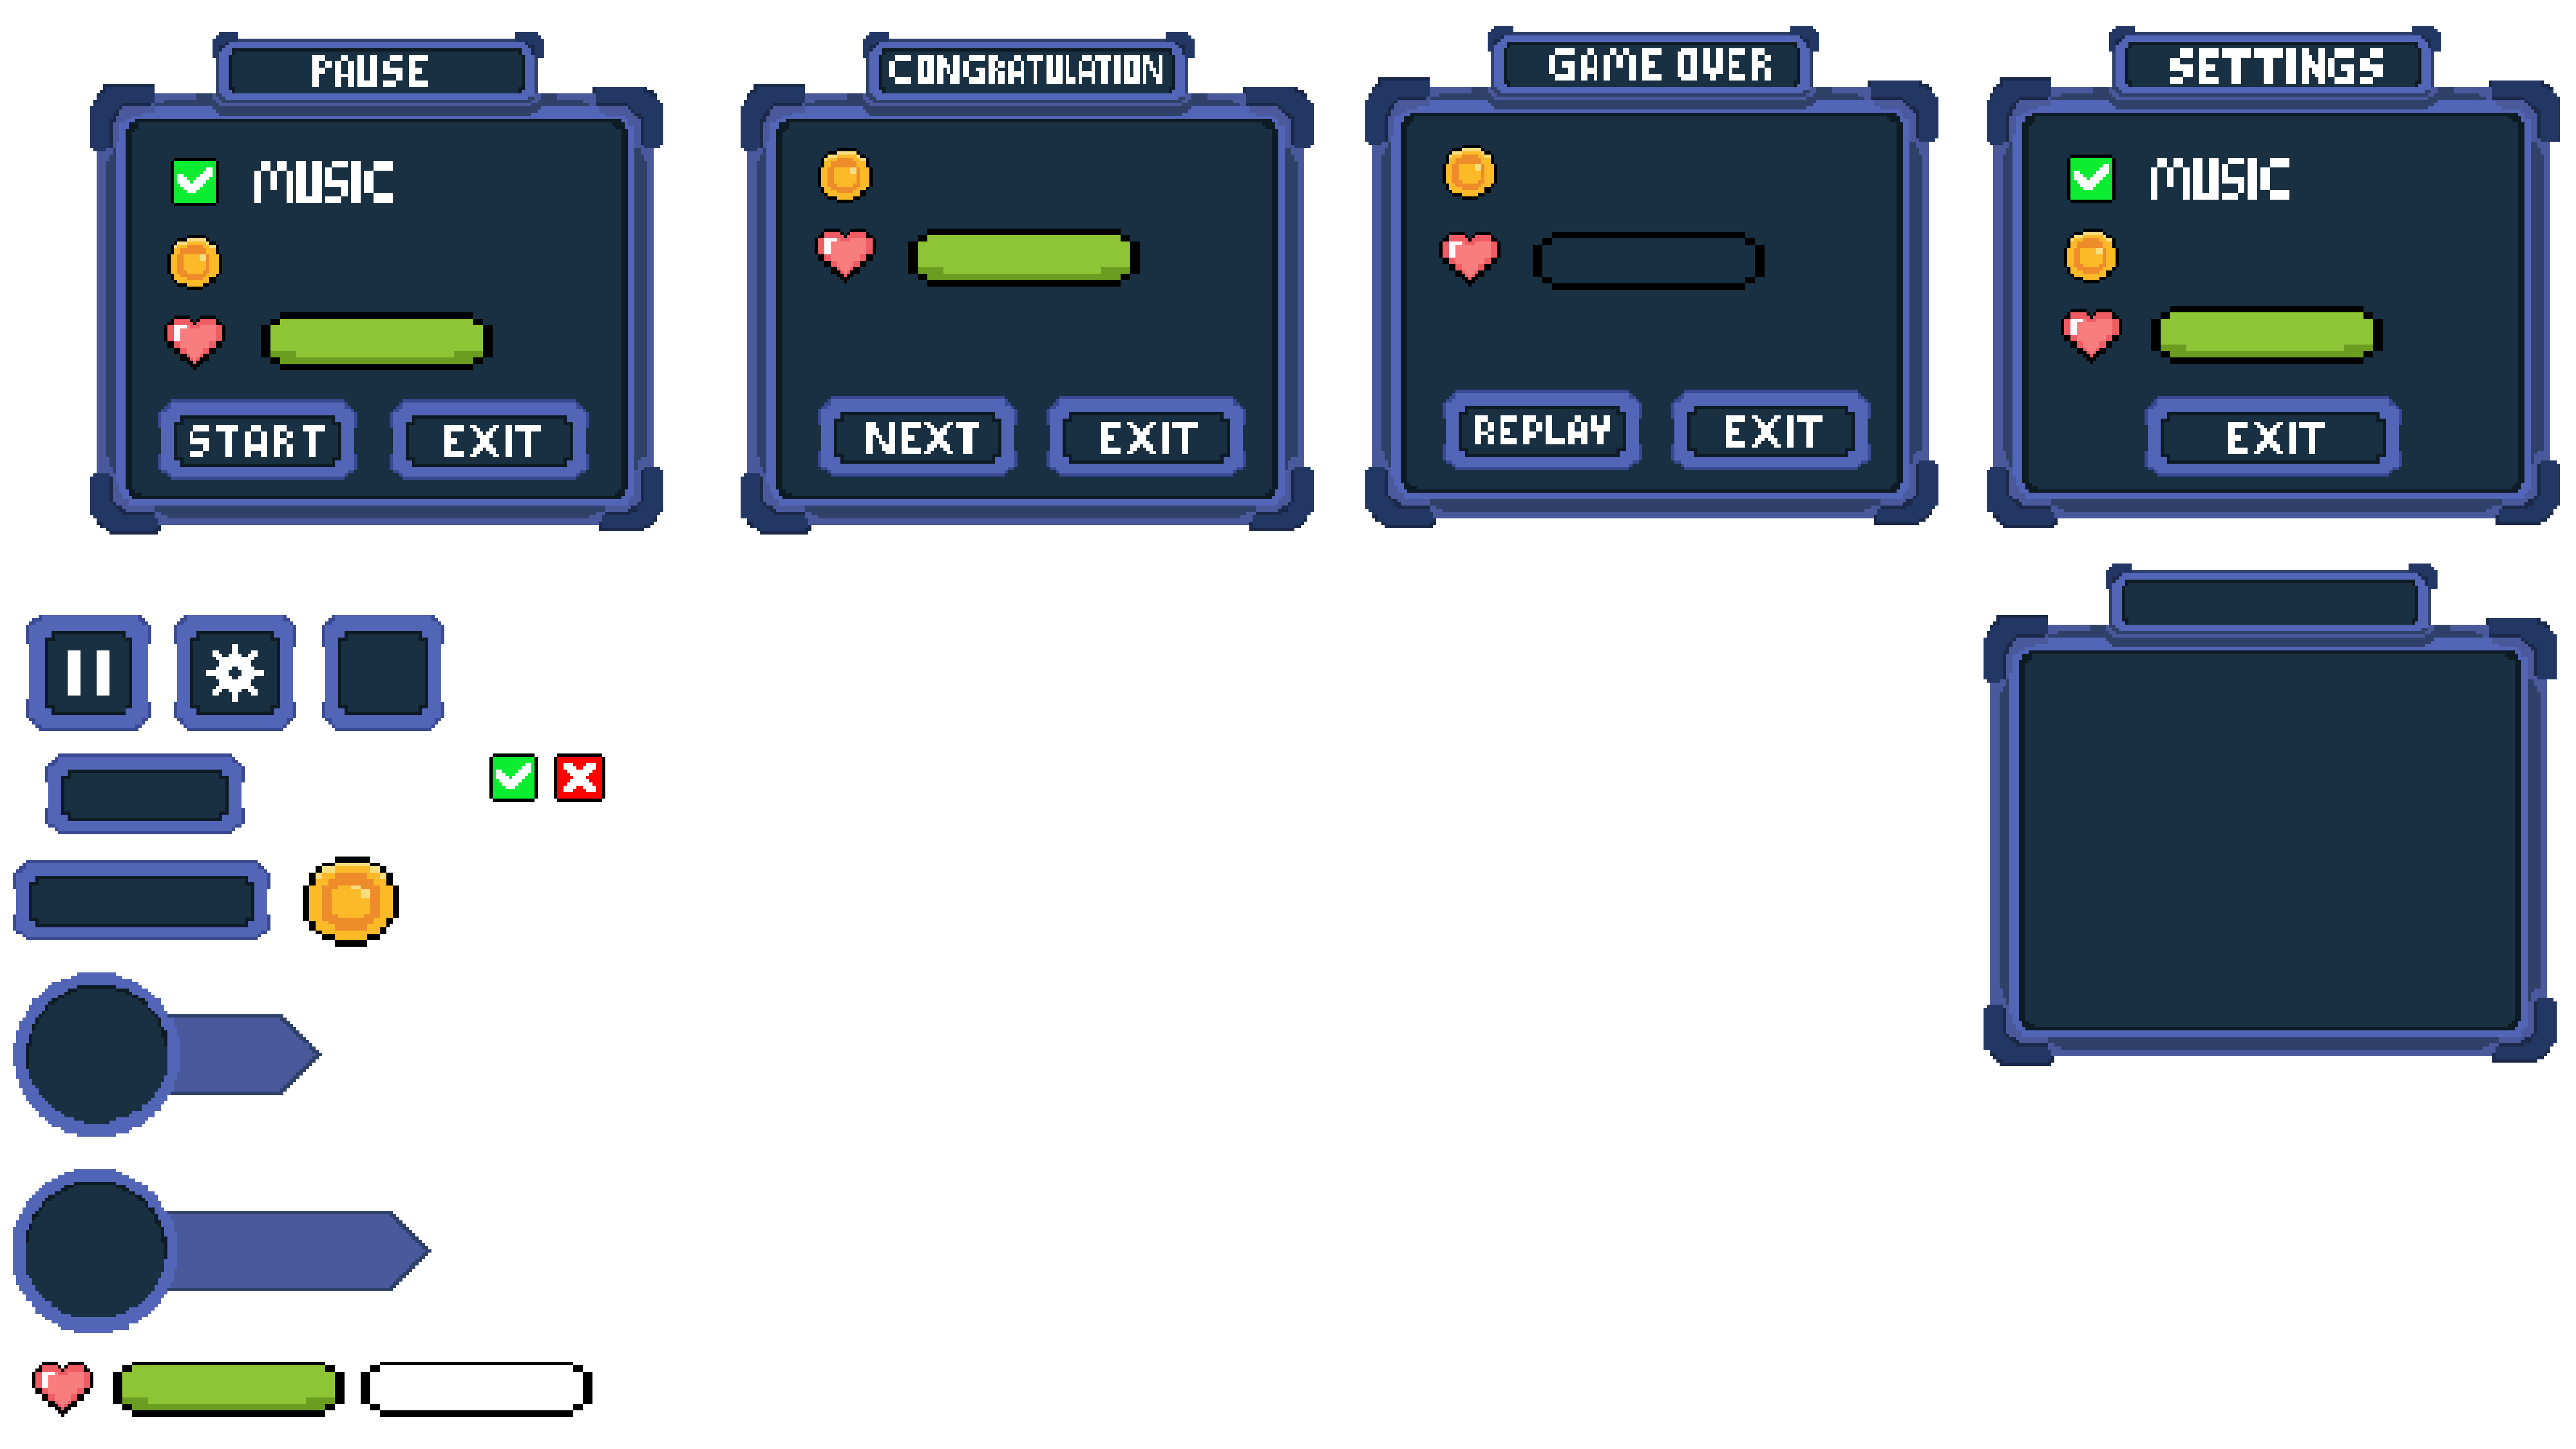 PAUSE
MUSIC
START
EXIT
CONGRATULATION
NEXT
EXIT
GAME OVER
REPLAY
EXIT
SETTINGS
MUSIC
EXIT